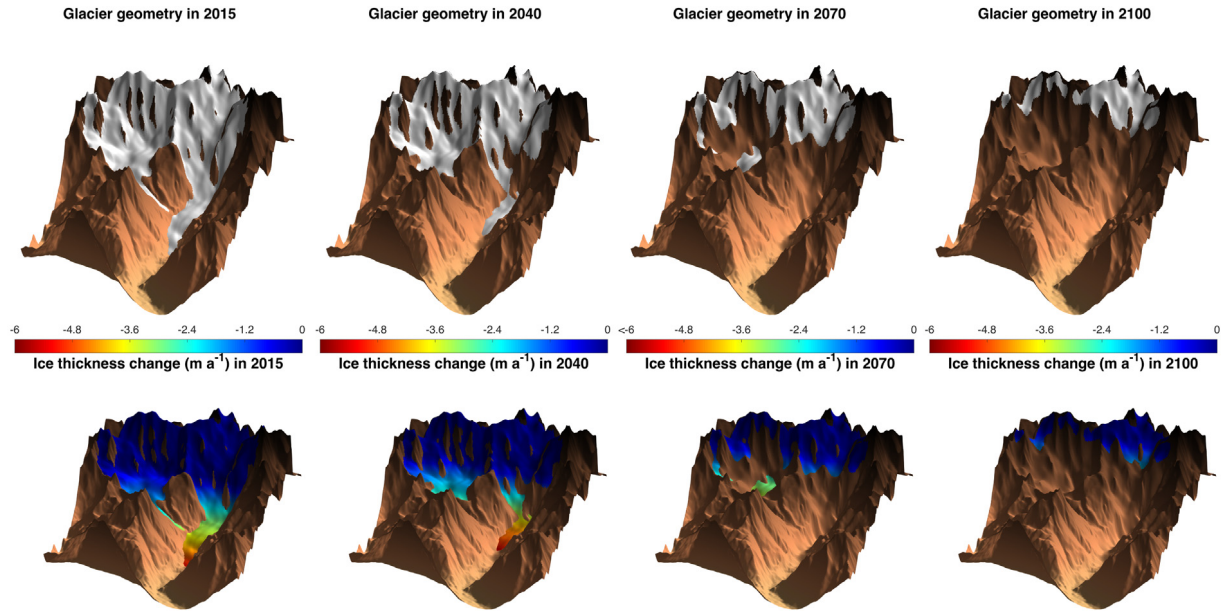 Glacier geometry in 2015 Glacier geometry in 2040 Glacier geometry in 2070 Glacier geometry in 2100
-6 -4.8 -3.6 -2.4 -1.2 0 -6 -4.8 -3.6 -2.4 -1.2 0 <-6 -4.8 -3.6 -2.4 -1.2 0 -6 -4.8 -3.6 -2.4 -1.2 0
Ice thickness change (m a⁻¹) in 2015 Ice thickness change (m a⁻¹) in 2040 Ice thickness change (m a⁻¹) in 2070 Ice thickness change (m a⁻¹) in 2100